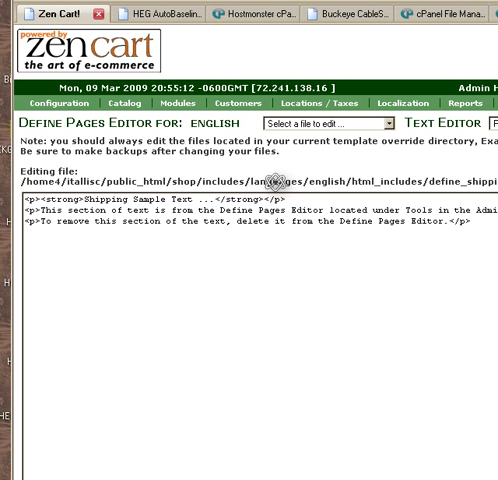 Zen Cart!
HEG AutoBaselin...
Hostmonster cPa...
Buckeye CableS...
cPanel File Mana...
powered by
zen cart
the art of e-commerce
Mon, 09 Mar 2009 20:55:12 -0600GMT [72.241.138.16 ]
Admin H
Configuration | Catalog | Modules | Customers | Locations / Taxes | Localization | Reports |
DEFINE PAGES EDITOR FOR: ENGLISH
Select a file to edit ...
TEXT EDITOR
Note: you should always edit the files located in your current template override directory, Exa
Be sure to make backups after changing your files.
Editing file:
/home4/itallisc/public_html/shop/includes/languages/english/html_includes/define_shippi
<p><strong>Shipping Sample Text ...</strong></p>
<p>This section of text is from the Define Pages Editor located under Tools in the Admi
<p>To remove this section of the text, delete it from the Define Pages Editor.</p>